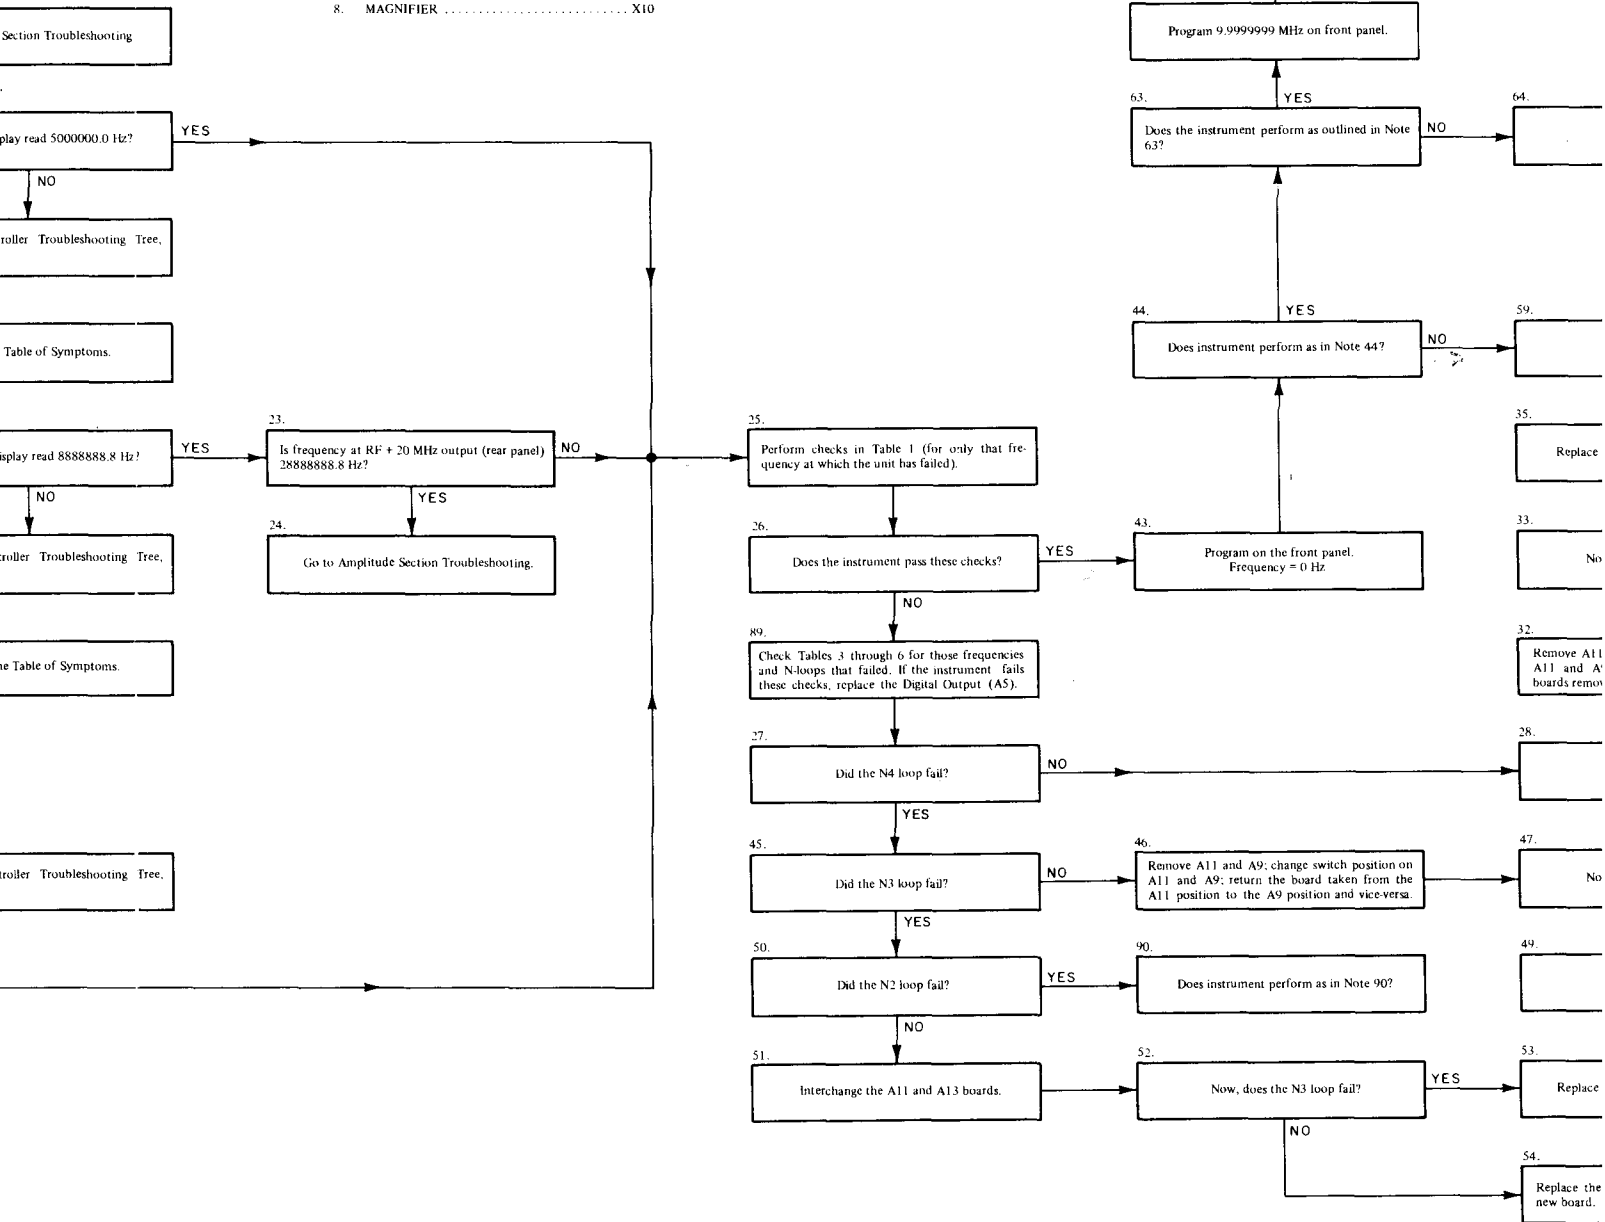 8. MAGNIFIER ........................... X10
Section Troubleshooting
play read 5000000.0 Hz?
YES
NO
roller Troubleshooting Tree,
Table of Symptoms.
isplay read 8888888.8 Hz?
YES
NO
troller Troubleshooting Tree,
he Table of Symptoms.
troller Troubleshooting Tree,
23.
Is frequency at RF + 20 MHz output (rear panel)
28888888.8 Hz?
NO
YES
24.
Go to Amplitude Section Troubleshooting.
25.
Perform checks in Table 1 (for only that fre-
quency at which the unit has failed).
26.
Does the instrument pass these checks?
YES
NO
89.
Check Tables 3 through 6 for those frequencies
and N-loops that failed. If the instrument fails
these checks, replace the Digital Output (A5).
27.
Did the N4 loop fail?
NO
YES
45.
Did the N3 loop fail?
NO
YES
50.
Did the N2 loop fail?
YES
NO
51.
Interchange the A11 and A13 boards.
Program 9.9999999 MHz on front panel.
63.
YES
Does the instrument perform as outlined in Note
63?
NO
44.
YES
Does instrument perform as in Note 44?
NO
43.
Program on the front panel.
Frequency = 0 Hz
46.
Remove A11 and A9; change switch position on
A11 and A9; return the board taken from the
A11 position to the A9 position and vice-versa.
90.
Does instrument perform as in Note 90?
52.
Now, does the N3 loop fail?
YES
NO
64.
59.
35.
Replace
33.
No
32.
Remove A11
A11 and A9
boards remov
28.
47.
No
49.
53.
Replace
54.
Replace the
new board.